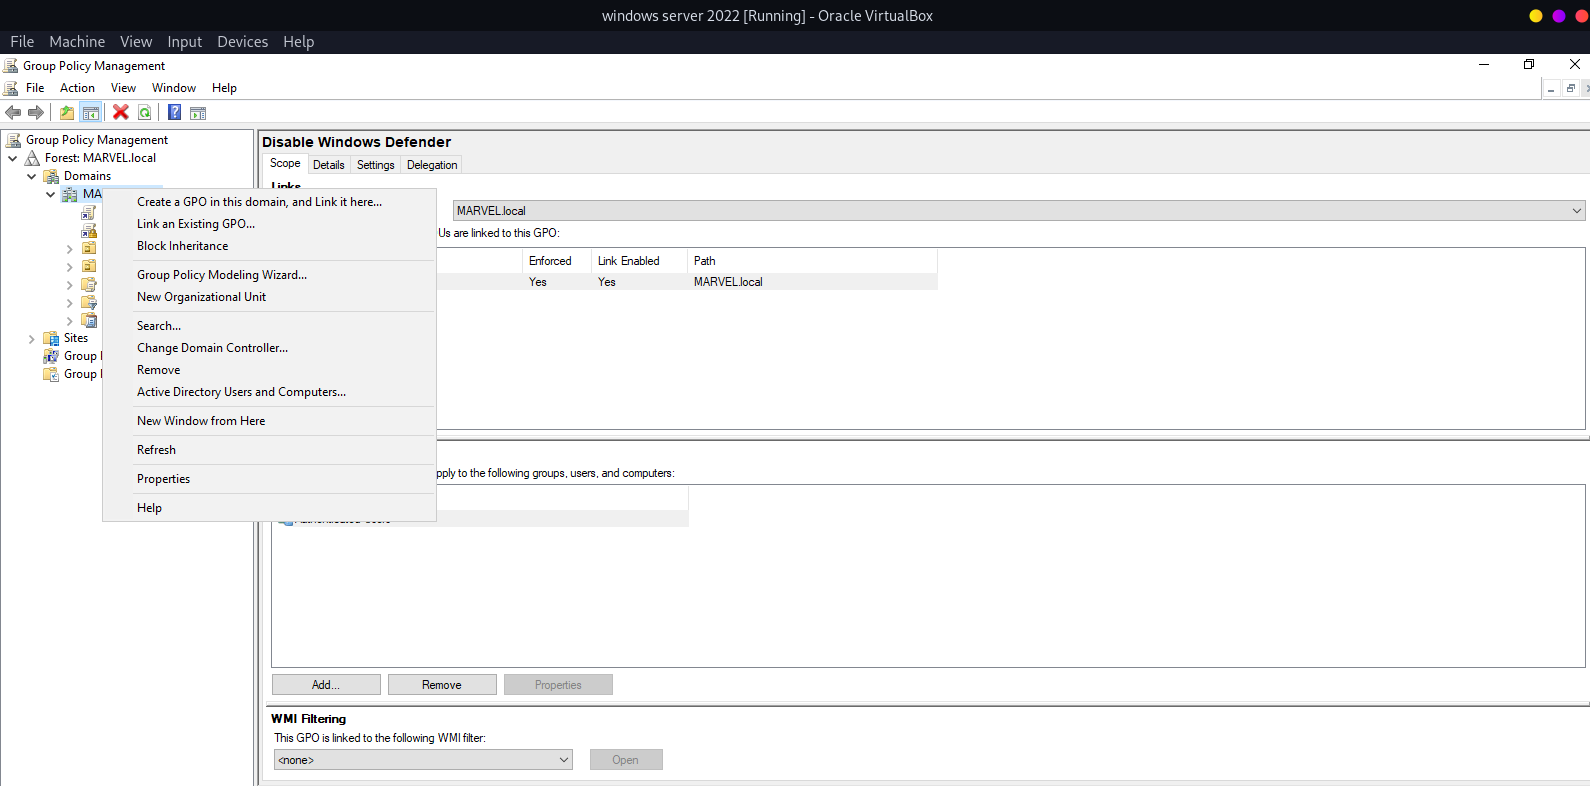 windows server 2022 [Running] - Oracle VirtualBox
File Machine View Input Devices Help
Group Policy Management
File Action View Window Help
Group Policy Management
Forest: MARVEL.local
Domains
MA
Sites
Group
Group
Create a GPO in this domain, and Link it here...
Link an Existing GPO...
Block Inheritance
Group Policy Modeling Wizard...
New Organizational Unit
Search...
Change Domain Controller...
Remove
Active Directory Users and Computers...
New Window from Here
Refresh
Properties
Help
Disable Windows Defender
Scope Details Settings Delegation
Links
MARVEL.local
Us are linked to this GPO:
Enforced Link Enabled Path
Yes Yes MARVEL.local
pply to the following groups, users, and computers:
Authenticated Users
Add... Remove Properties
WMI Filtering
This GPO is linked to the following WMI filter:
<none> Open